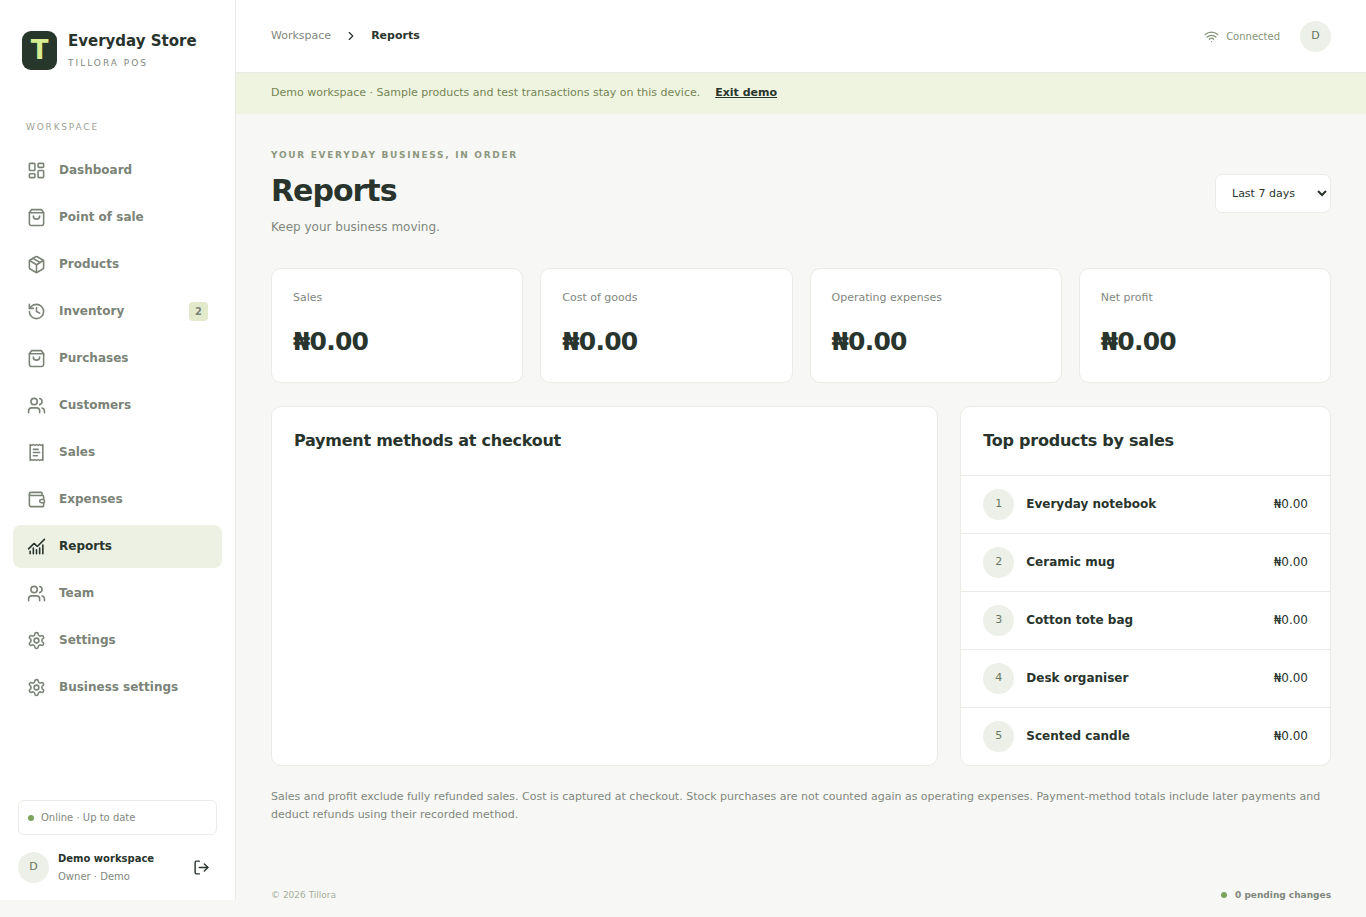 T
Everyday Store
TILLORA POS
WORKSPACE
Dashboard
Point of sale
Products
Inventory 2
Purchases
Customers
Sales
Expenses
Reports
Team
Settings
Business settings
Online · Up to date
D
Demo workspace
Owner · Demo
Workspace > Reports
Connected
D
Demo workspace · Sample products and test transactions stay on this device. Exit demo
YOUR EVERYDAY BUSINESS, IN ORDER
Reports
Keep your business moving.
Last 7 days
Sales
₦0.00
Cost of goods
₦0.00
Operating expenses
₦0.00
Net profit
₦0.00
Payment methods at checkout
Top products by sales
1 Everyday notebook ₦0.00
2 Ceramic mug ₦0.00
3 Cotton tote bag ₦0.00
4 Desk organiser ₦0.00
5 Scented candle ₦0.00
Sales and profit exclude fully refunded sales. Cost is captured at checkout. Stock purchases are not counted again as operating expenses. Payment-method totals include later payments and
deduct refunds using their recorded method.
© 2026 Tillora
0 pending changes